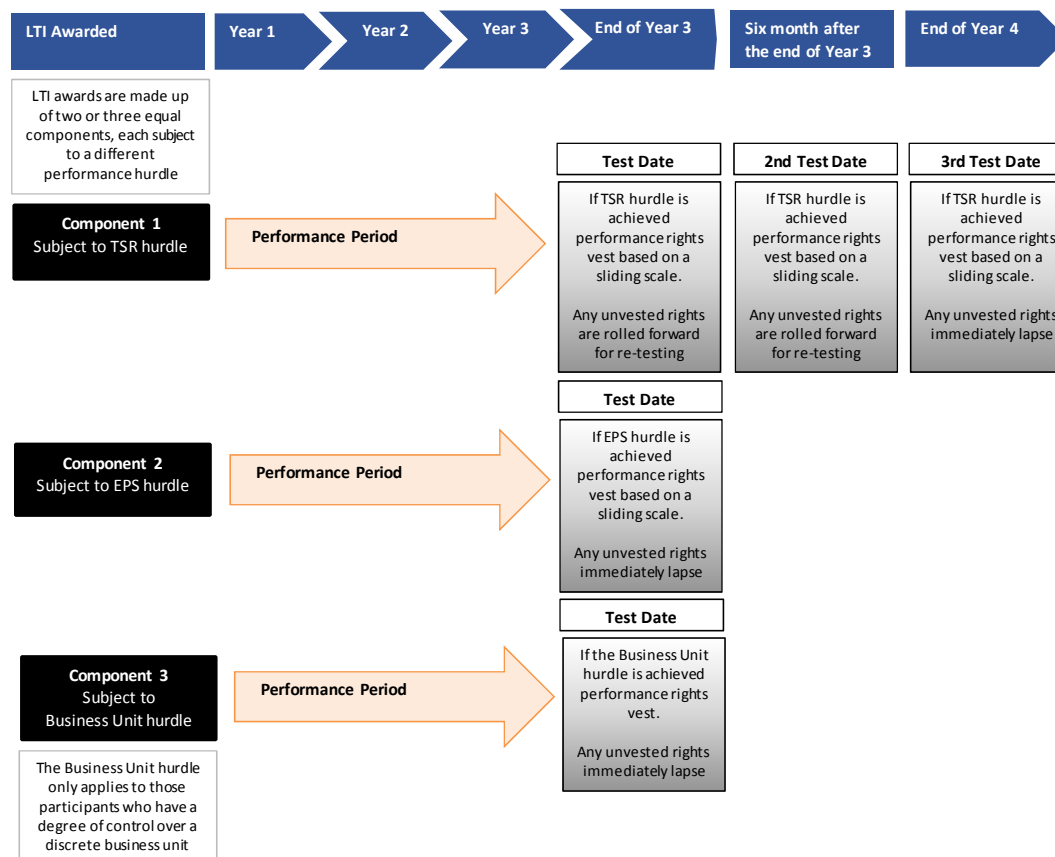 LTI Awarded
Year 1
Year 2
Year 3
End of Year 3
Six month after
the end of Year 3
End of Year 4
LTI awards are made up
of two or three equal
components, each subject
to a different
performance hurdle
Component 1
Subject to TSR hurdle
Performance Period
Test Date
If TSR hurdle is
achieved
performance rights
vest based on a
sliding scale.
Any unvested rights
are rolled forward
for re-testing
2nd Test Date
If TSR hurdle is
achieved
performance rights
vest based on a
sliding scale.
Any unvested rights
are rolled forward
for re-testing
3rd Test Date
If TSR hurdle is
achieved
performance rights
vest based on a
sliding scale.
Any unvested rights
immediately lapse
Component 2
Subject to EPS hurdle
Performance Period
Test Date
If EPS hurdle is
achieved
performance rights
vest based on a
sliding scale.
Any unvested rights
immediately lapse
Component 3
Subject to
Business Unit hurdle
Performance Period
Test Date
If the Business Unit
hurdle is achieved
performance rights
vest.
Any unvested rights
immediately lapse
The Business Unit hurdle
only applies to those
participants who have a
degree of control over a
discrete business unit